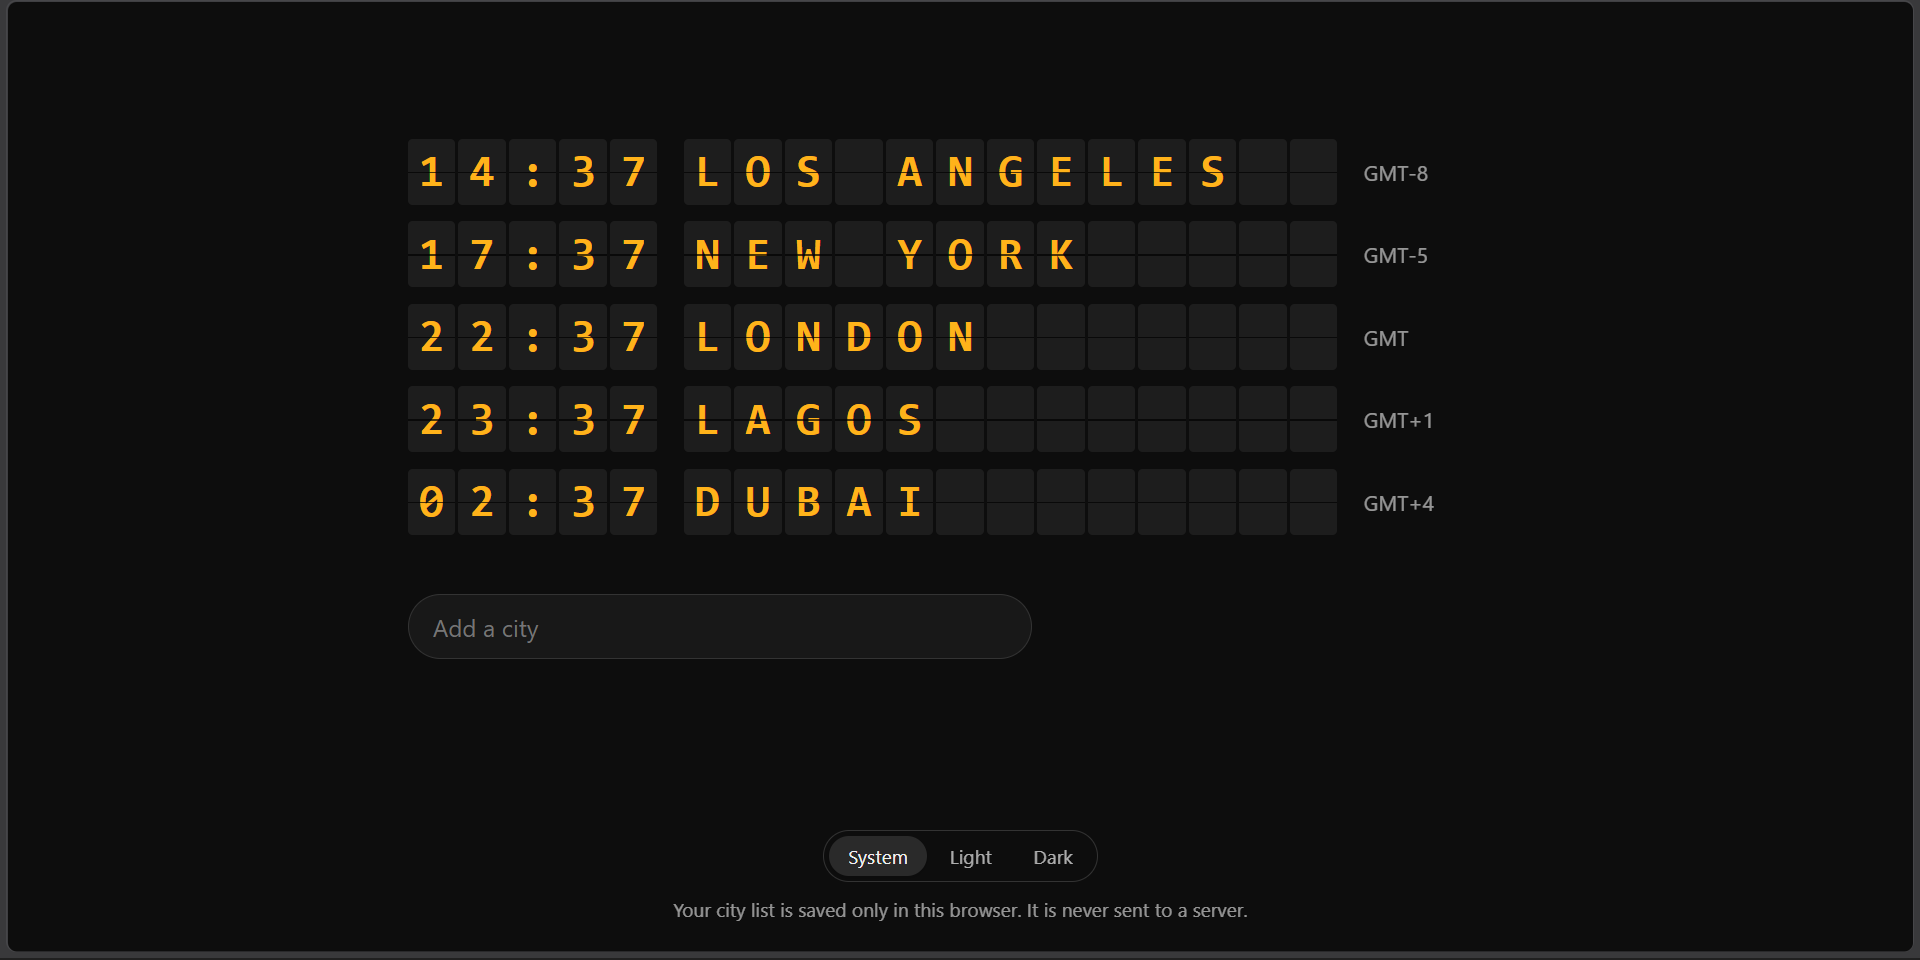 14:37 LOS ANGELES GMT-8
17:37 NEW YORK GMT-5
22:37 LONDON GMT
23:37 LAGOS GMT+1
02:37 DUBAI GMT+4
Add a city
System Light Dark
Your city list is saved only in this browser. It is never sent to a server.